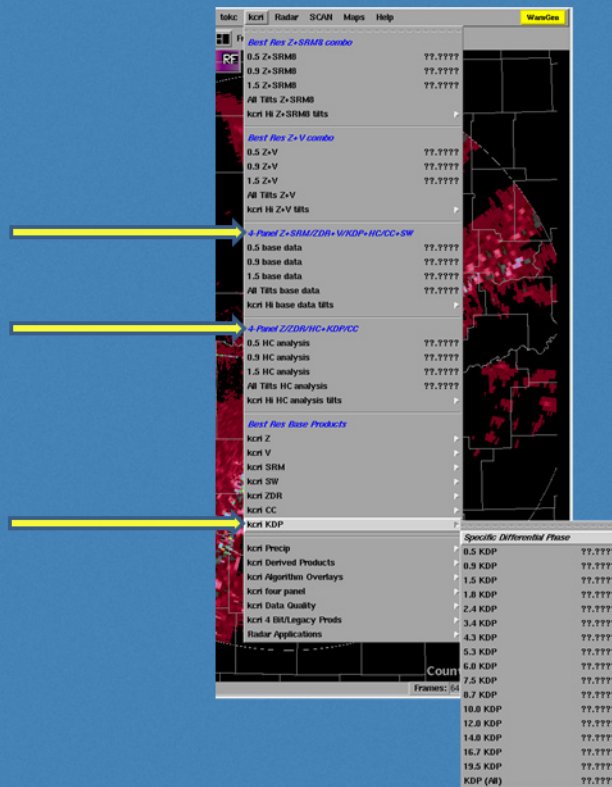 tokc kcri Radar SCAN Maps Help WarnGen
RF
Best Res Z+SRM8 combo
0.5 Z+SRM8 ??.????
0.9 Z+SRM8 ??.????
1.5 Z+SRM8 ??.????
All Tilts Z+SRM8
kcri Hi Z+SRM8 tilts
Best Res Z+V combo
0.5 Z+V ??.????
0.9 Z+V ??.????
1.5 Z+V ??.????
All Tilts Z+V
kcri Hi Z+V tilts
4-Panel Z+SRM/ZDR+V/KDP+HC/CC+SW
0.5 base data ??.????
0.9 base data ??.????
1.5 base data ??.????
All Tilts base data ??.????
kcri Hi base data tilts
4-Panel Z/ZDR/HC+KDP/CC
0.5 HC analysis ??.????
0.9 HC analysis ??.????
1.5 HC analysis ??.????
All Tilts HC analysis ??.????
kcri Hi HC analysis tilts
Best Res Base Products
kcri Z
kcri V
kcri SRM
kcri SW
kcri ZDR
kcri CC
kcri KDP
kcri Precip
kcri Derived Products
kcri Algorithm Overlays
kcri four panel
kcri Data Quality
kcri 4 Bit/Legacy Prods
Radar Applications
Coun
Frames: 64
Specific Differential Phase
0.5 KDP ??.????
0.9 KDP ??.????
1.5 KDP ??.????
1.8 KDP ??.????
2.4 KDP ??.????
3.4 KDP ??.????
4.3 KDP ??.????
5.3 KDP ??.????
6.0 KDP ??.????
7.5 KDP ??.????
8.7 KDP ??.????
10.0 KDP ??.????
12.0 KDP ??.????
14.0 KDP ??.????
16.7 KDP ??.????
19.5 KDP ??.????
KDP (All) ??.????